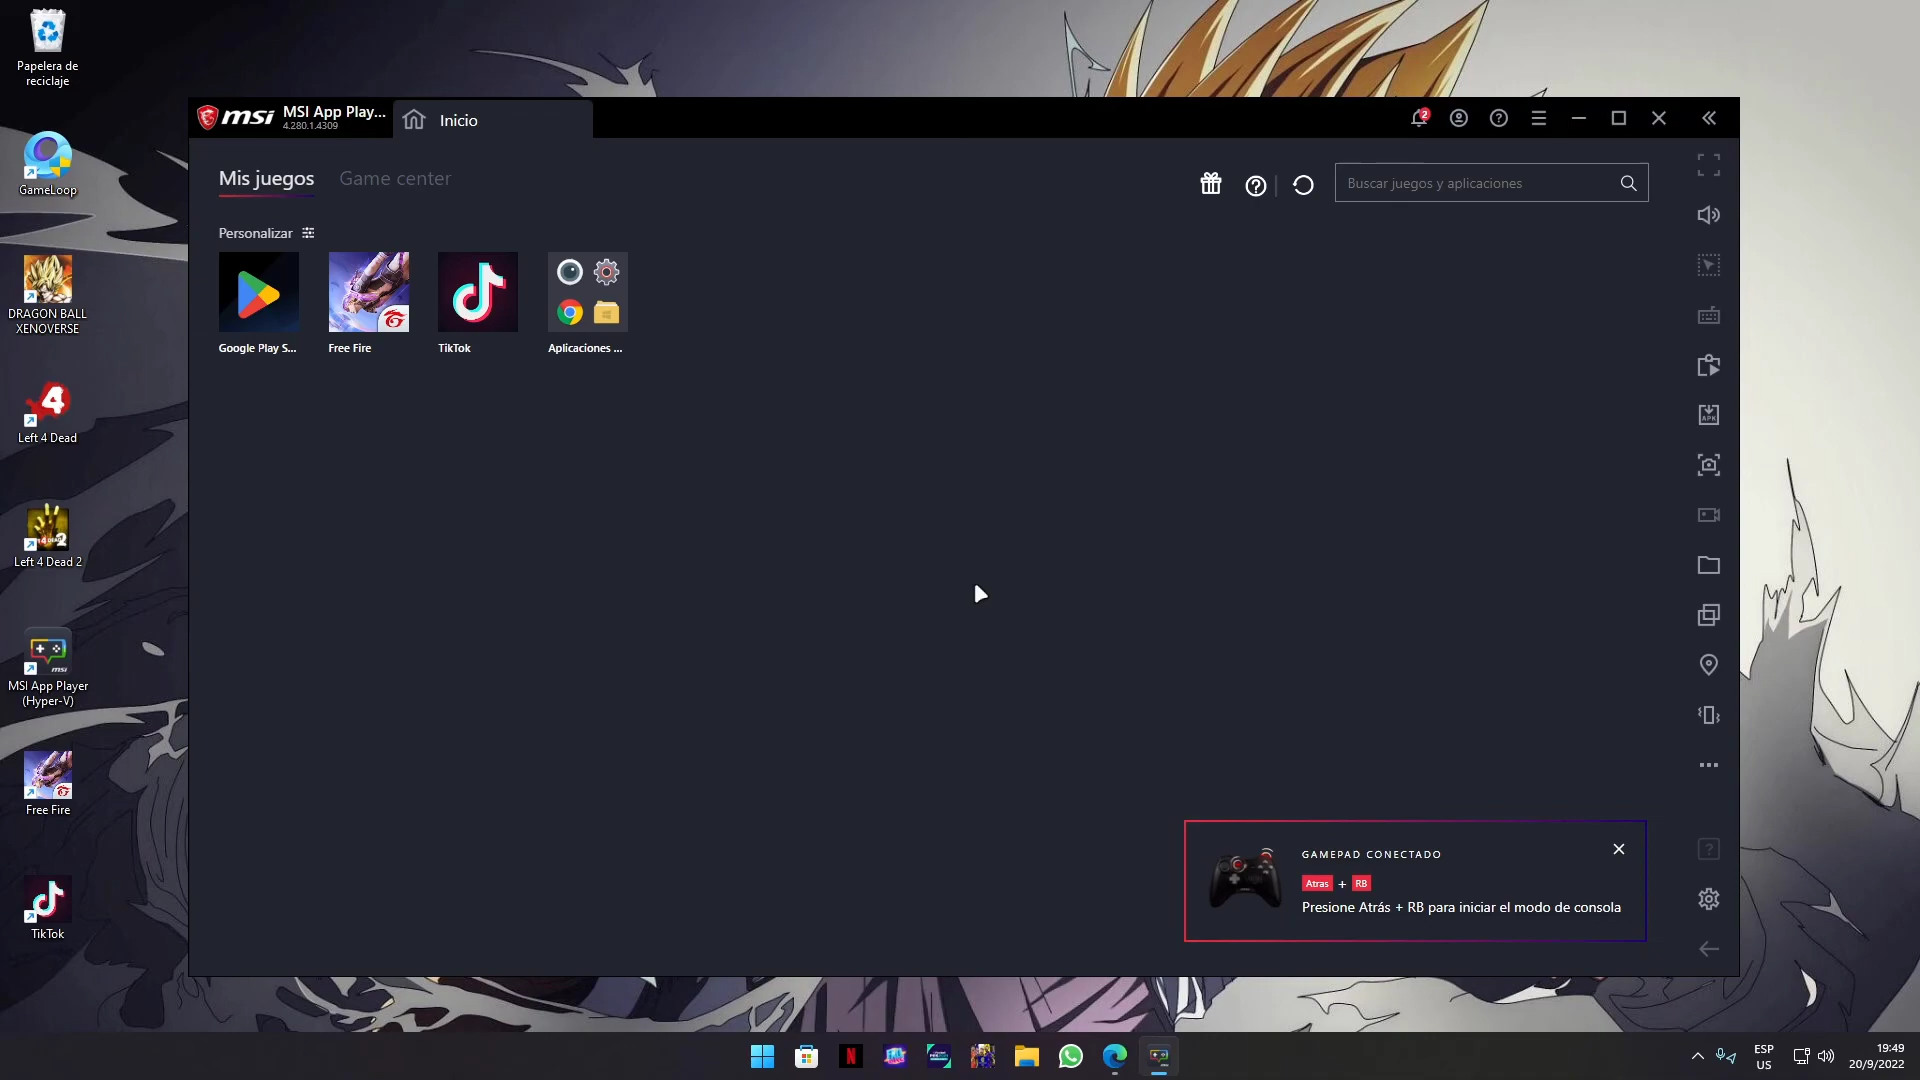 Papelera de
reciclaje
GameLoop
DRAGON BALL
XENOVERSE
Left 4 Dead
Left 4 Dead 2
MSI App Player
(Hyper-V)
Free Fire
TikTok
msi
MSI App Play...
4.280.1.4309
Inicio
2
Mis juegos
Game center
Buscar juegos y aplicaciones
Personalizar
Google Play S...
Free Fire
TikTok
Aplicaciones ...
APK
GAMEPAD CONECTADO
Atras + RB
Presione Atrás + RB para iniciar el modo de consola
ESP
US
19:49
20/9/2022